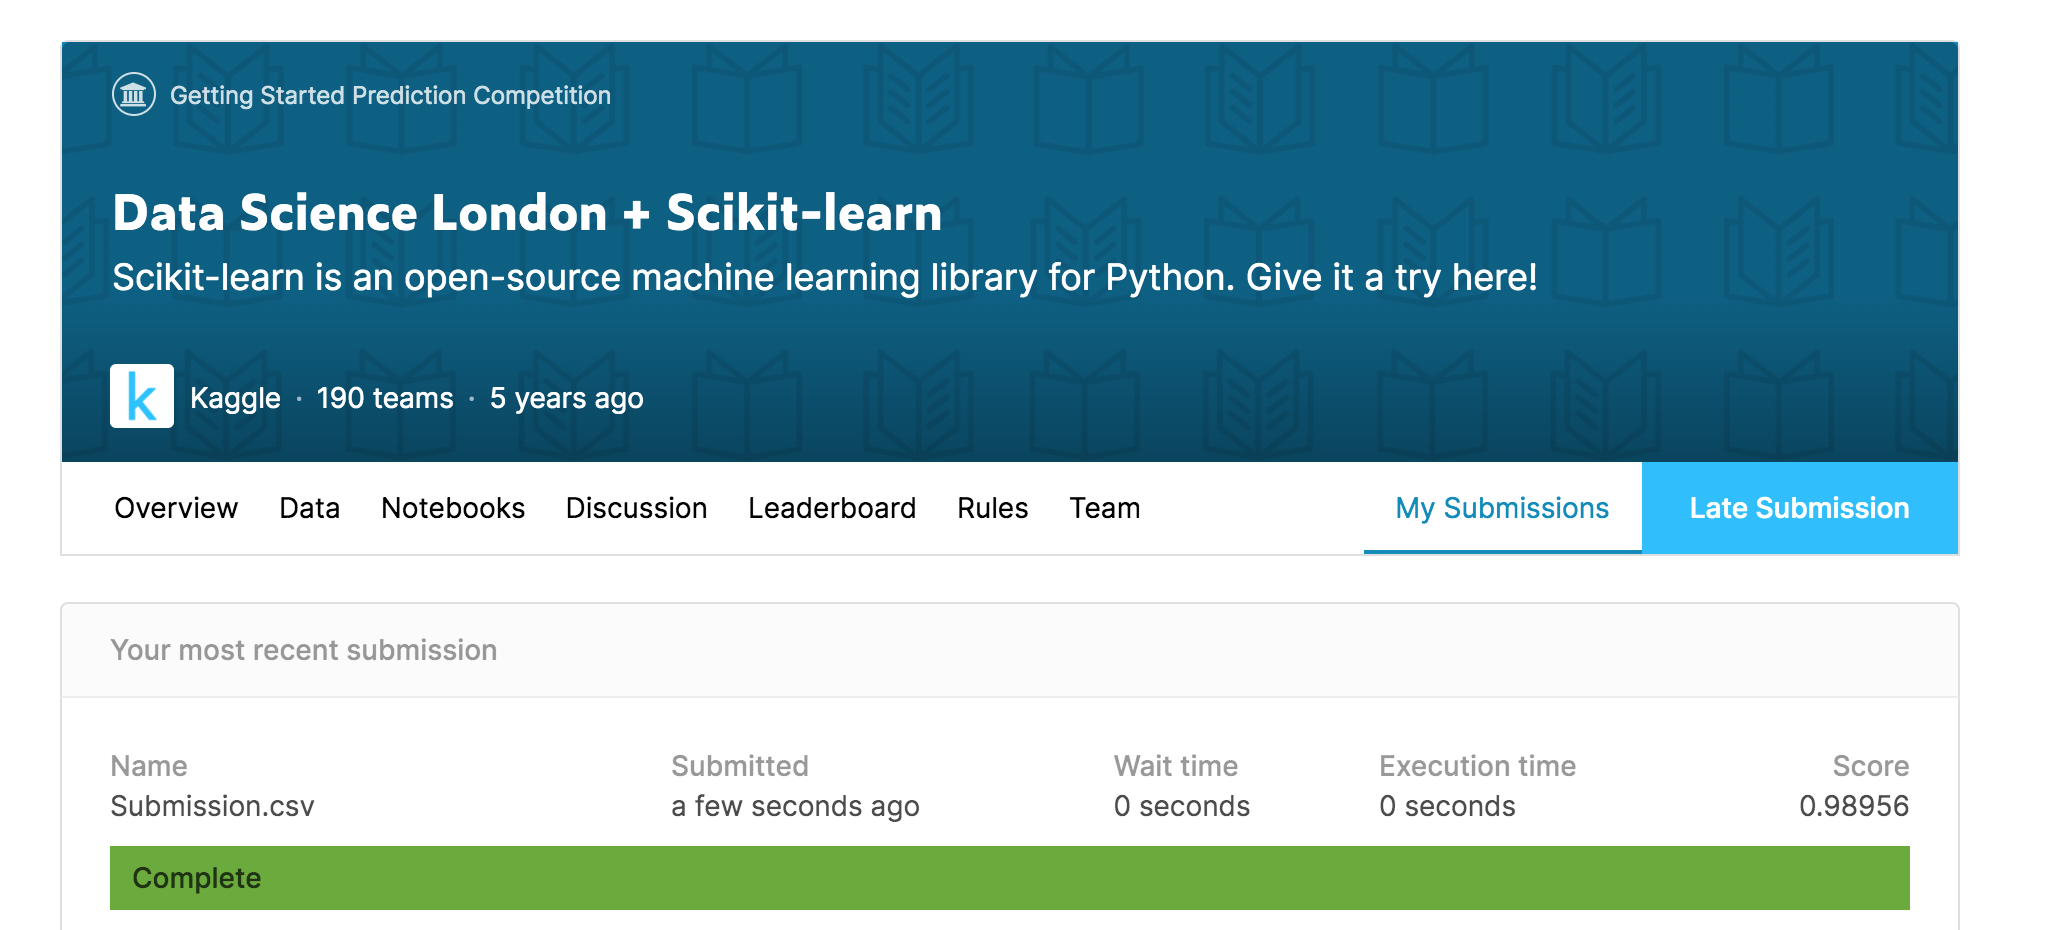 Getting Started Prediction Competition
Data Science London + Scikit-learn
Scikit-learn is an open-source machine learning library for Python. Give it a try here!
k Kaggle · 190 teams · 5 years ago
Overview Data Notebooks Discussion Leaderboard Rules Team My Submissions Late Submission
Your most recent submission
Name Submitted Wait time Execution time Score
Submission.csv a few seconds ago 0 seconds 0 seconds 0.98956
Complete